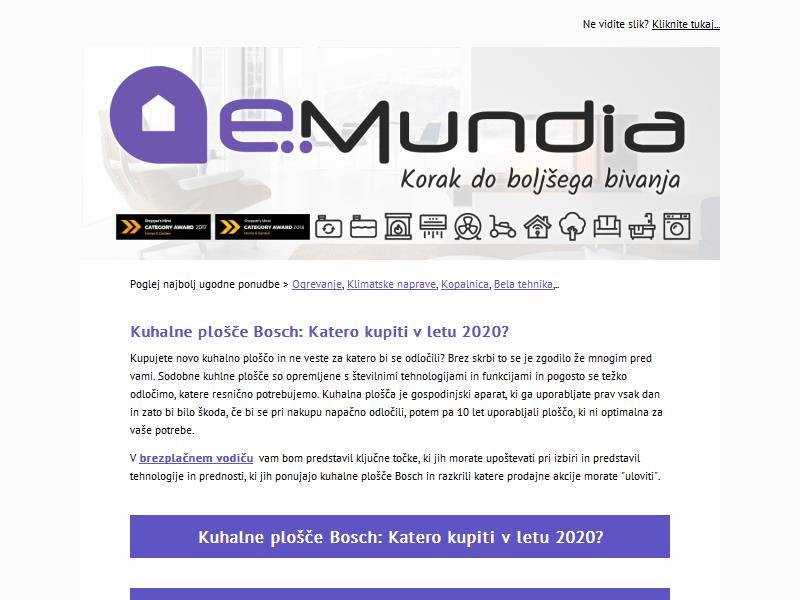 Ne vidite slik? Kliknite tukaj...
eMundia
Korak do boljšega bivanja
Shopper's Mind
CATEGORY AWARD 2017
Home & Garden
Shopper's Mind
CATEGORY AWARD 2018
Home & Garden
Poglej najbolj ugodne ponudbe > Ogrevanje, Klimatske naprave, Kopalnica, Bela tehnika,..
Kuhalne plošče Bosch: Katero kupiti v letu 2020?
Kupujete novo kuhalno ploščo in ne veste za katero bi se odločili? Brez skrbi to se je zgodilo že mnogim pred
vami. Sodobne kuhlne plošče so opremljene s številnimi tehnologijami in funkcijami in pogosto se težko
odločimo, katere resnično potrebujemo. Kuhalna plošča je gospodinjski aparat, ki ga uporabljate prav vsak dan
in zato bi bilo škoda, če bi se pri nakupu napačno odločili, potem pa 10 let uporabljali ploščo, ki ni optimalna za
vaše potrebe.
V brezplačnem vodiču vam bom predstavil ključne točke, ki jih morate upoštevati pri izbiri in predstavil
tehnologije in prednosti, ki jih ponujajo kuhalne plošče Bosch in razkrili katere prodajne akcije morate "uloviti".
Kuhalne plošče Bosch: Katero kupiti v letu 2020?